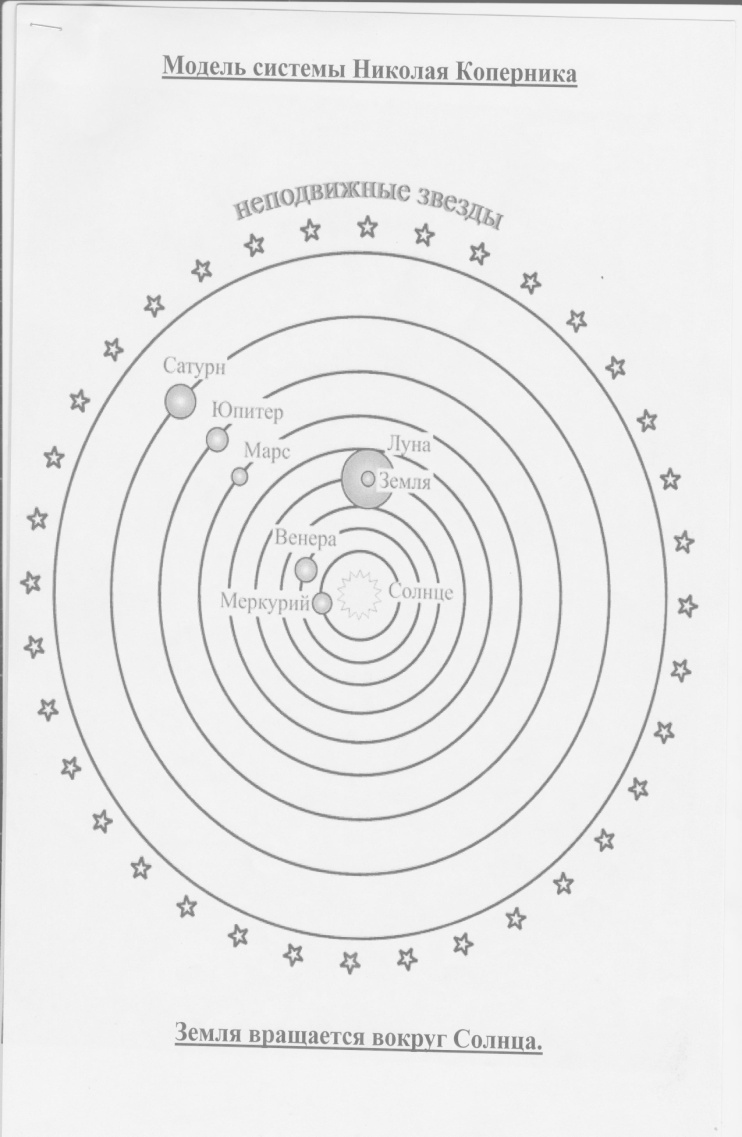 Модель системы Николая Коперника
неподвижные звезды
Сатурн
Юпитер
Марс
Луна
Земля
Венера
Меркурий
Солнце
Земля вращается вокруг Солнца.